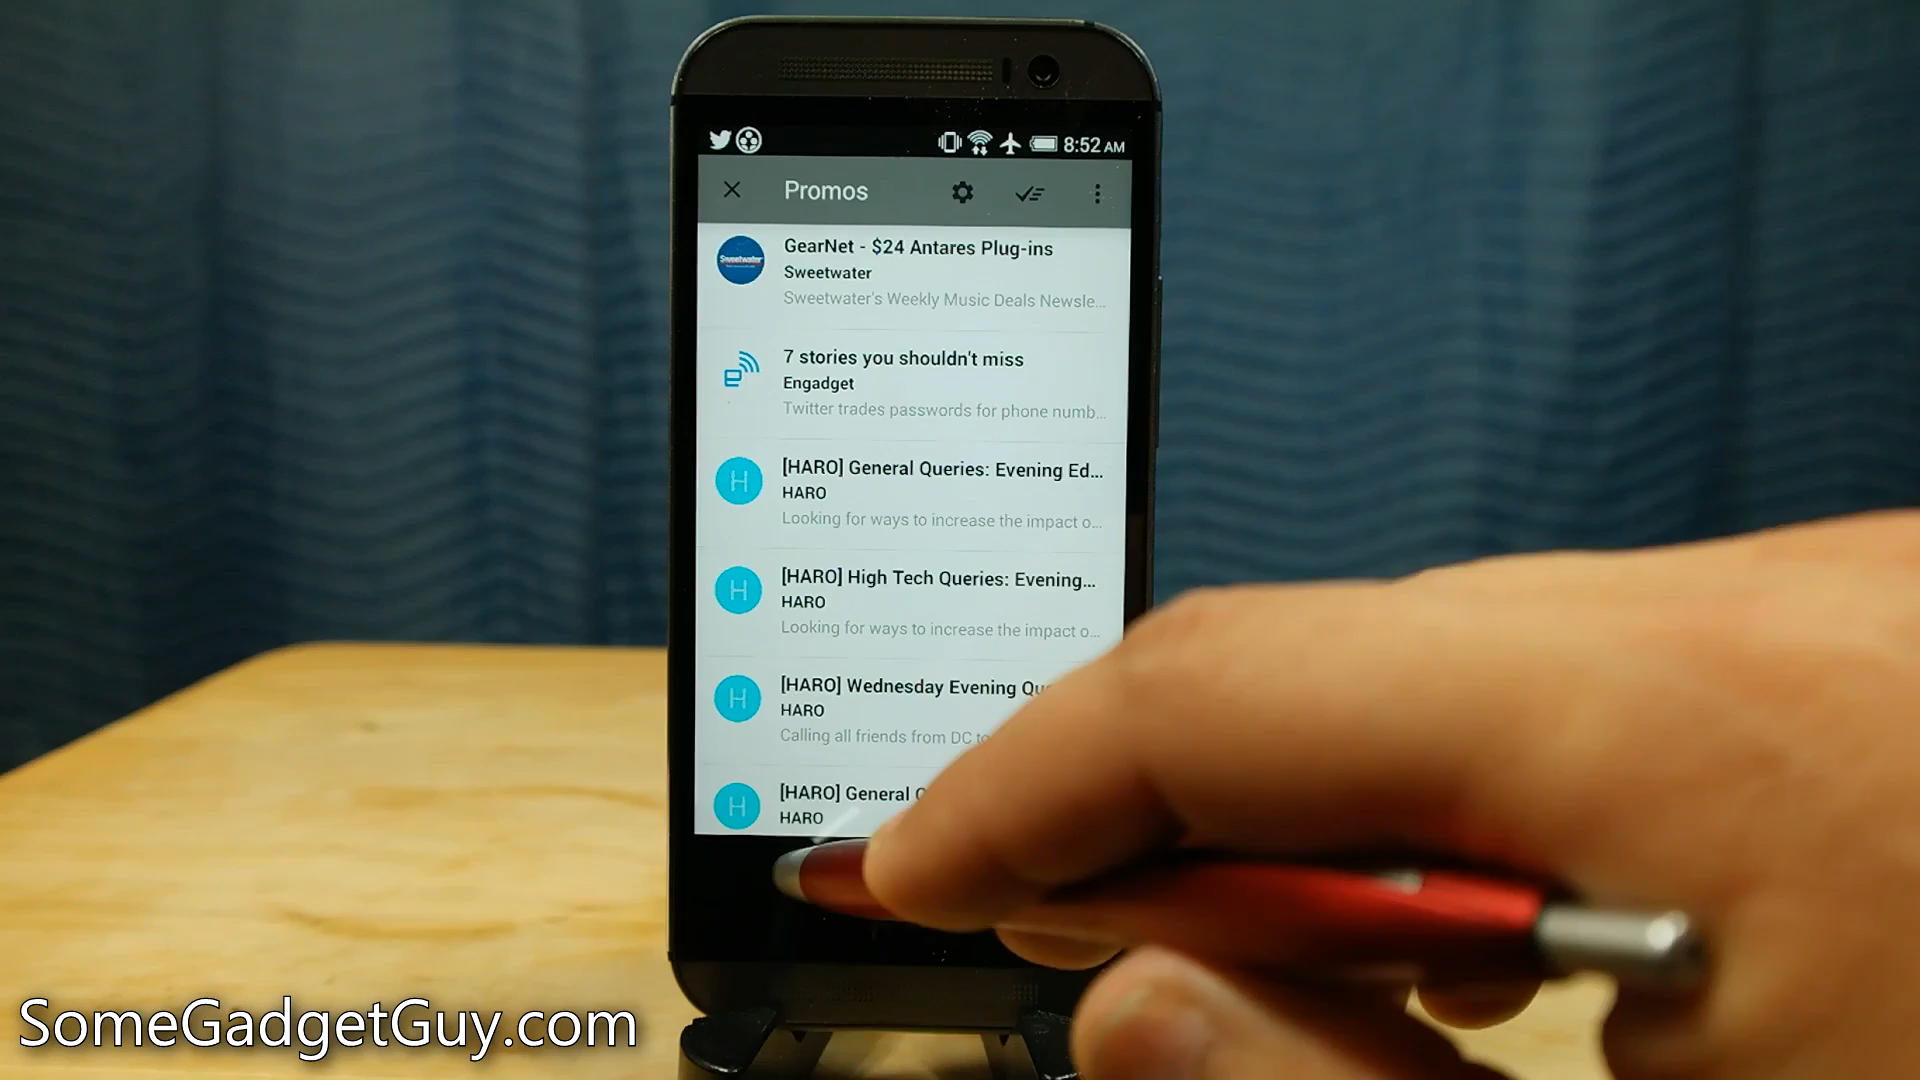 8:52 AM
Promos
GearNet - $24 Antares Plug-ins
Sweetwater
Sweetwater
Sweetwater's Weekly Music Deals Newsle...
7 stories you shouldn't miss
Engadget
Twitter trades passwords for phone numb...
H
[HARO] General Queries: Evening Ed...
HARO
Looking for ways to increase the impact o...
H
[HARO] High Tech Queries: Evening...
HARO
Looking for ways to increase the impact o...
H
[HARO] Wednesday Evening
HARO
Calling all friends from DC to
H
[HARO] General
HARO
SomeGadgetGuy.com